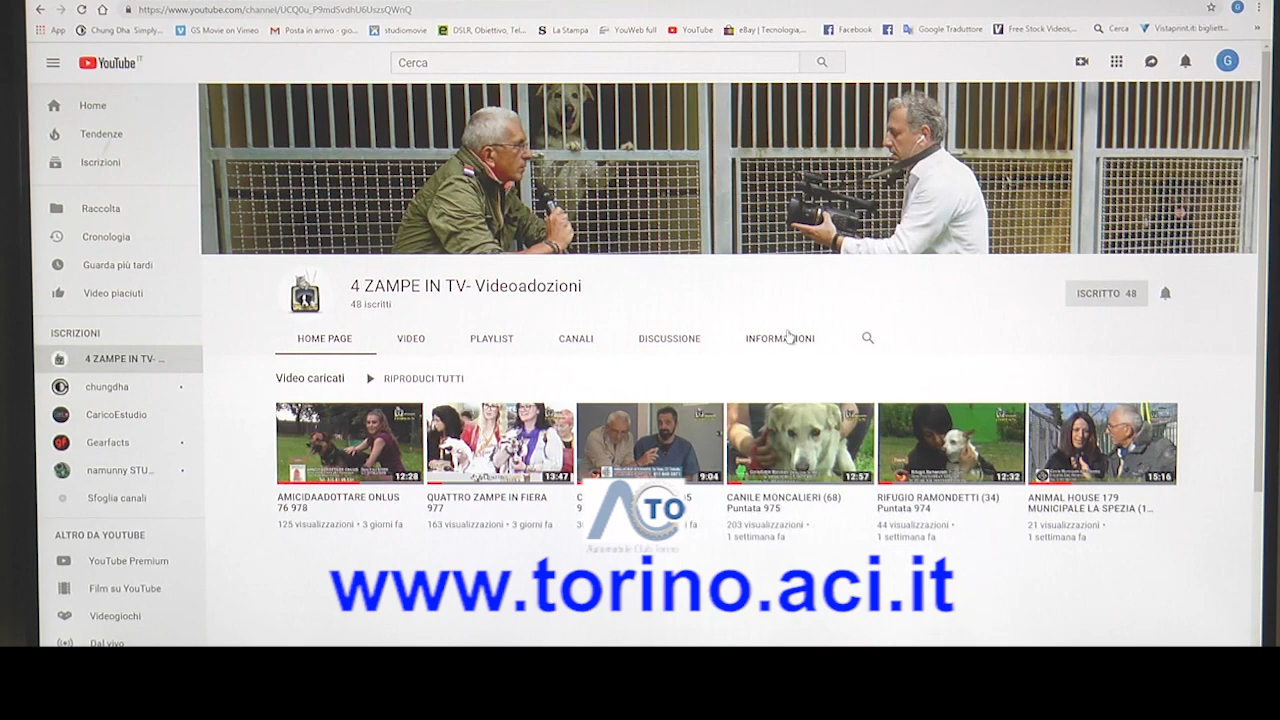 https://www.youtube.com/channel/UCQ0u_P9mdSvdhU6UszsQWnQ
App Chung Dha Simply... GS Movie on Vimeo Posta in arrivo - gio... studiomovie DSLR, Obiettivo, Tel... La Stampa YouWeb full YouTube eBay | Tecnologia,... Facebook Google Traduttore Free Stock Videos,... Cerca Vistaprint.it: bigliett...
YouTube IT
Cerca
G
Home
Tendenze
Iscrizioni
Raccolta
Cronologia
Guarda più tardi
Video piaciuti
ISCRIZIONI
4 ZAMPE IN TV- ...
chungdha
CaricoEstudio
Gearfacts
namunny STU...
Sfoglia canali
ALTRO DA YOUTUBE
YouTube Premium
Film su YouTube
Videogiochi
Dal vivo
4 ZAMPE IN TV- Videoadozioni
48 iscritti
ISCRITTO 48
HOME PAGE VIDEO PLAYLIST CANALI DISCUSSIONE INFORMAZIONI
Video caricati RIPRODUCI TUTTI
12:28 13:47 9:04 12:57 12:32 15:16
AMICIDAADOTTARE ONLUS
76 978
125 visualizzazioni • 3 giorni fa
QUATTRO ZAMPE IN FIERA
977
163 visualizzazioni • 3 giorni fa
CANILE MONCALIERI (68)
Puntata 975
203 visualizzazioni •
1 settimana fa
RIFUGIO RAMONDETTI (34)
Puntata 974
44 visualizzazioni •
1 settimana fa
ANIMAL HOUSE 179
MUNICIPALE LA SPEZIA (1...
21 visualizzazioni •
1 settimana fa
TO
Automobile Club Torino
www.torino.aci.it